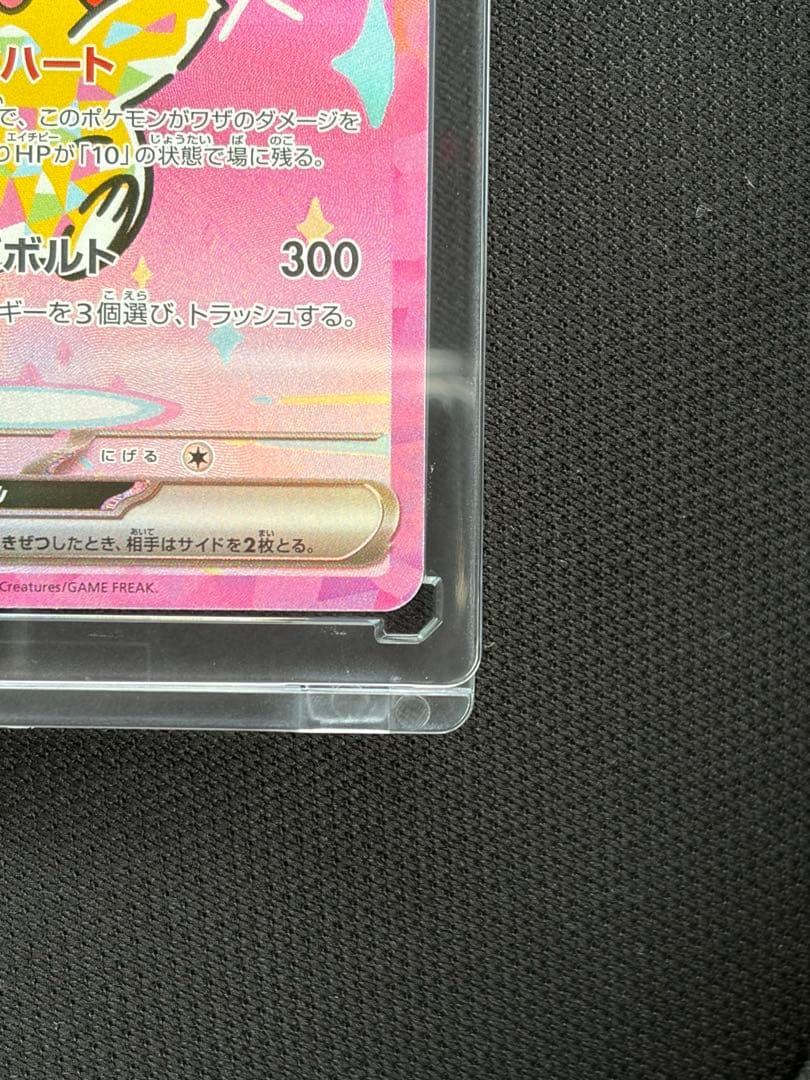 ハート
で、このポケモンがワザのダメージを
エイチピー じょうたい ば のこ
HPが「10」の状態で場に残る。
ボルト 300
こ えら
ギーを3個選び、トラッシュする。
にげる
ル
あいて まい
きぜつしたとき、相手はサイドを2枚とる。
Creatures/GAME FREAK.